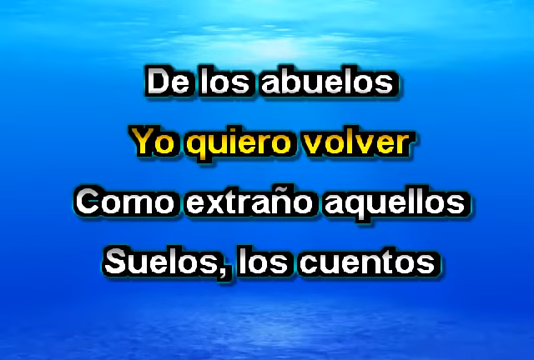 De los abuelos
Yo quiero volver
Como extraño aquellos
Suelos, los cuentos